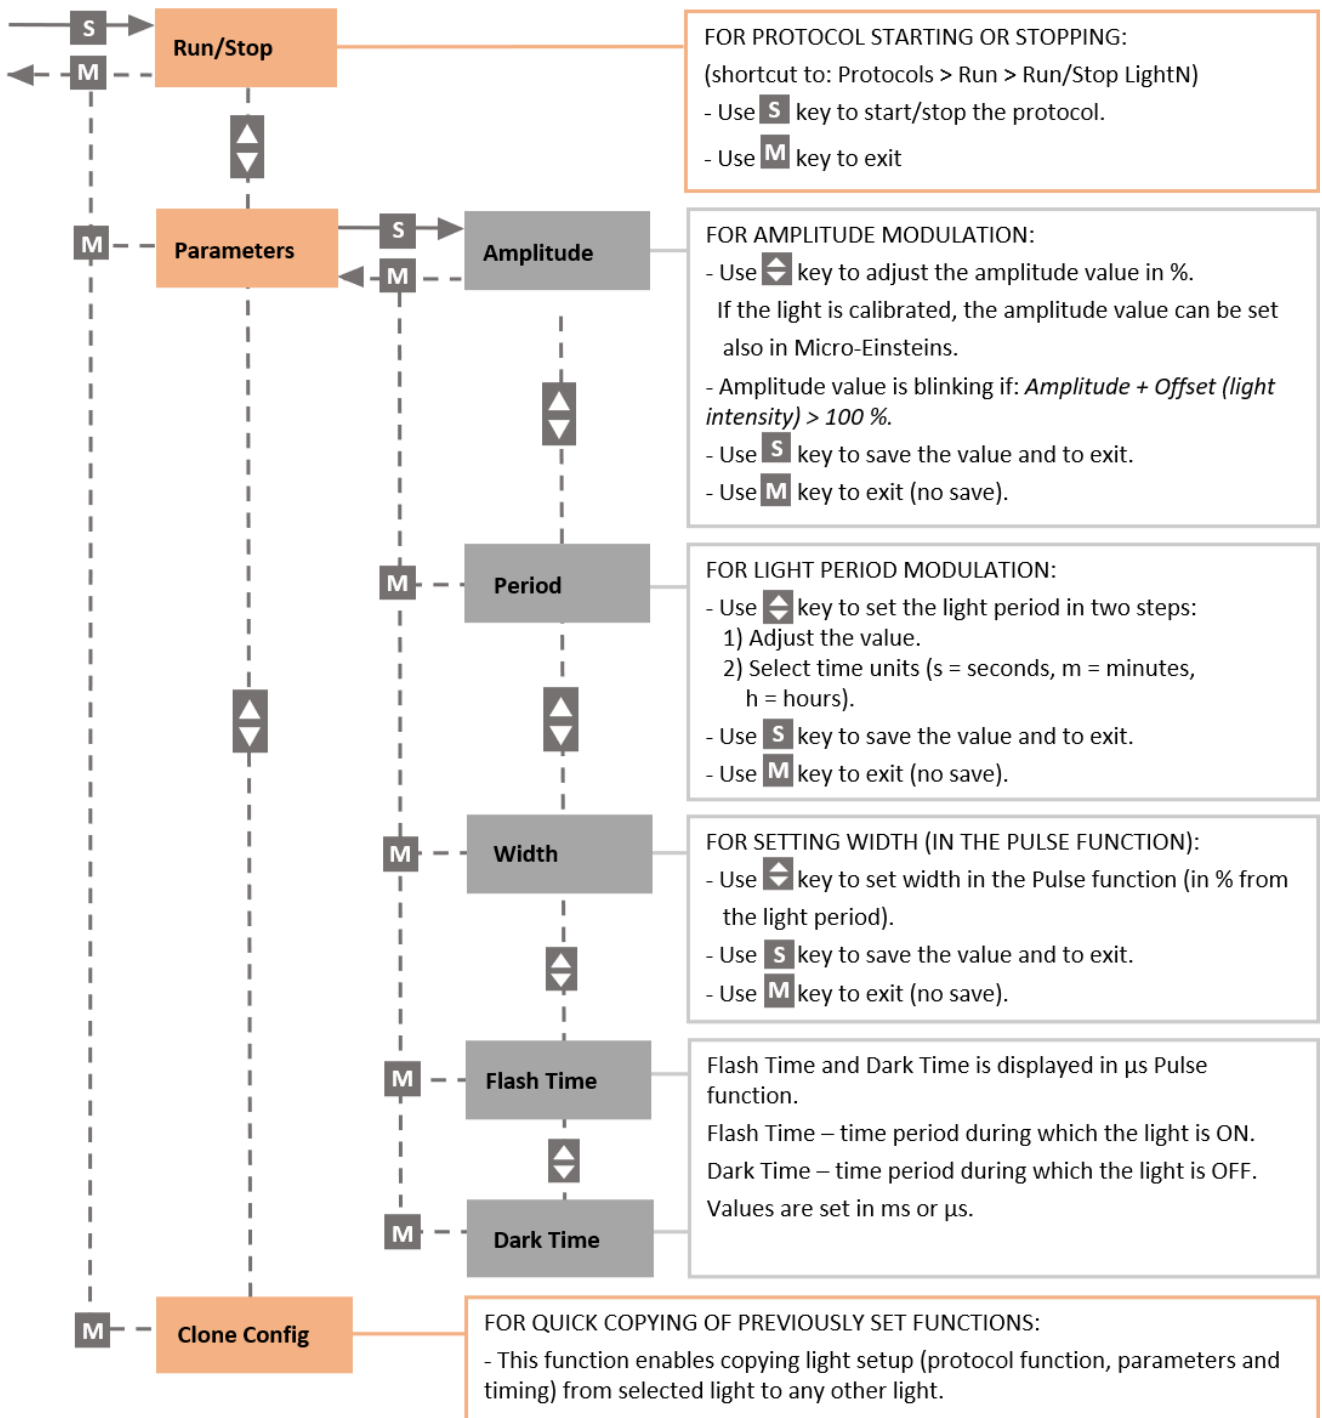 S
Run/Stop
M
FOR PROTOCOL STARTING OR STOPPING:
(shortcut to: Protocols > Run > Run/Stop LightN)
- Use S key to start/stop the protocol.
- Use M key to exit
M
Parameters
S
M
Amplitude
FOR AMPLITUDE MODULATION:
- Use key to adjust the amplitude value in %.
If the light is calibrated, the amplitude value can be set
also in Micro-Einsteins.
- Amplitude value is blinking if: Amplitude + Offset (light
intensity) > 100 %.
- Use S key to save the value and to exit.
- Use M key to exit (no save).
M
Period
FOR LIGHT PERIOD MODULATION:
- Use key to set the light period in two steps:
1) Adjust the value.
2) Select time units (s = seconds, m = minutes,
h = hours).
- Use S key to save the value and to exit.
- Use M key to exit (no save).
M
Width
FOR SETTING WIDTH (IN THE PULSE FUNCTION):
- Use key to set width in the Pulse function (in % from
the light period).
- Use S key to save the value and to exit.
- Use M key to exit (no save).
M
Flash Time
Flash Time and Dark Time is displayed in µs Pulse
function.
Flash Time – time period during which the light is ON.
Dark Time – time period during which the light is OFF.
Values are set in ms or µs.
M
Dark Time
M
Clone Config
FOR QUICK COPYING OF PREVIOUSLY SET FUNCTIONS:
- This function enables copying light setup (protocol function, parameters and
timing) from selected light to any other light.